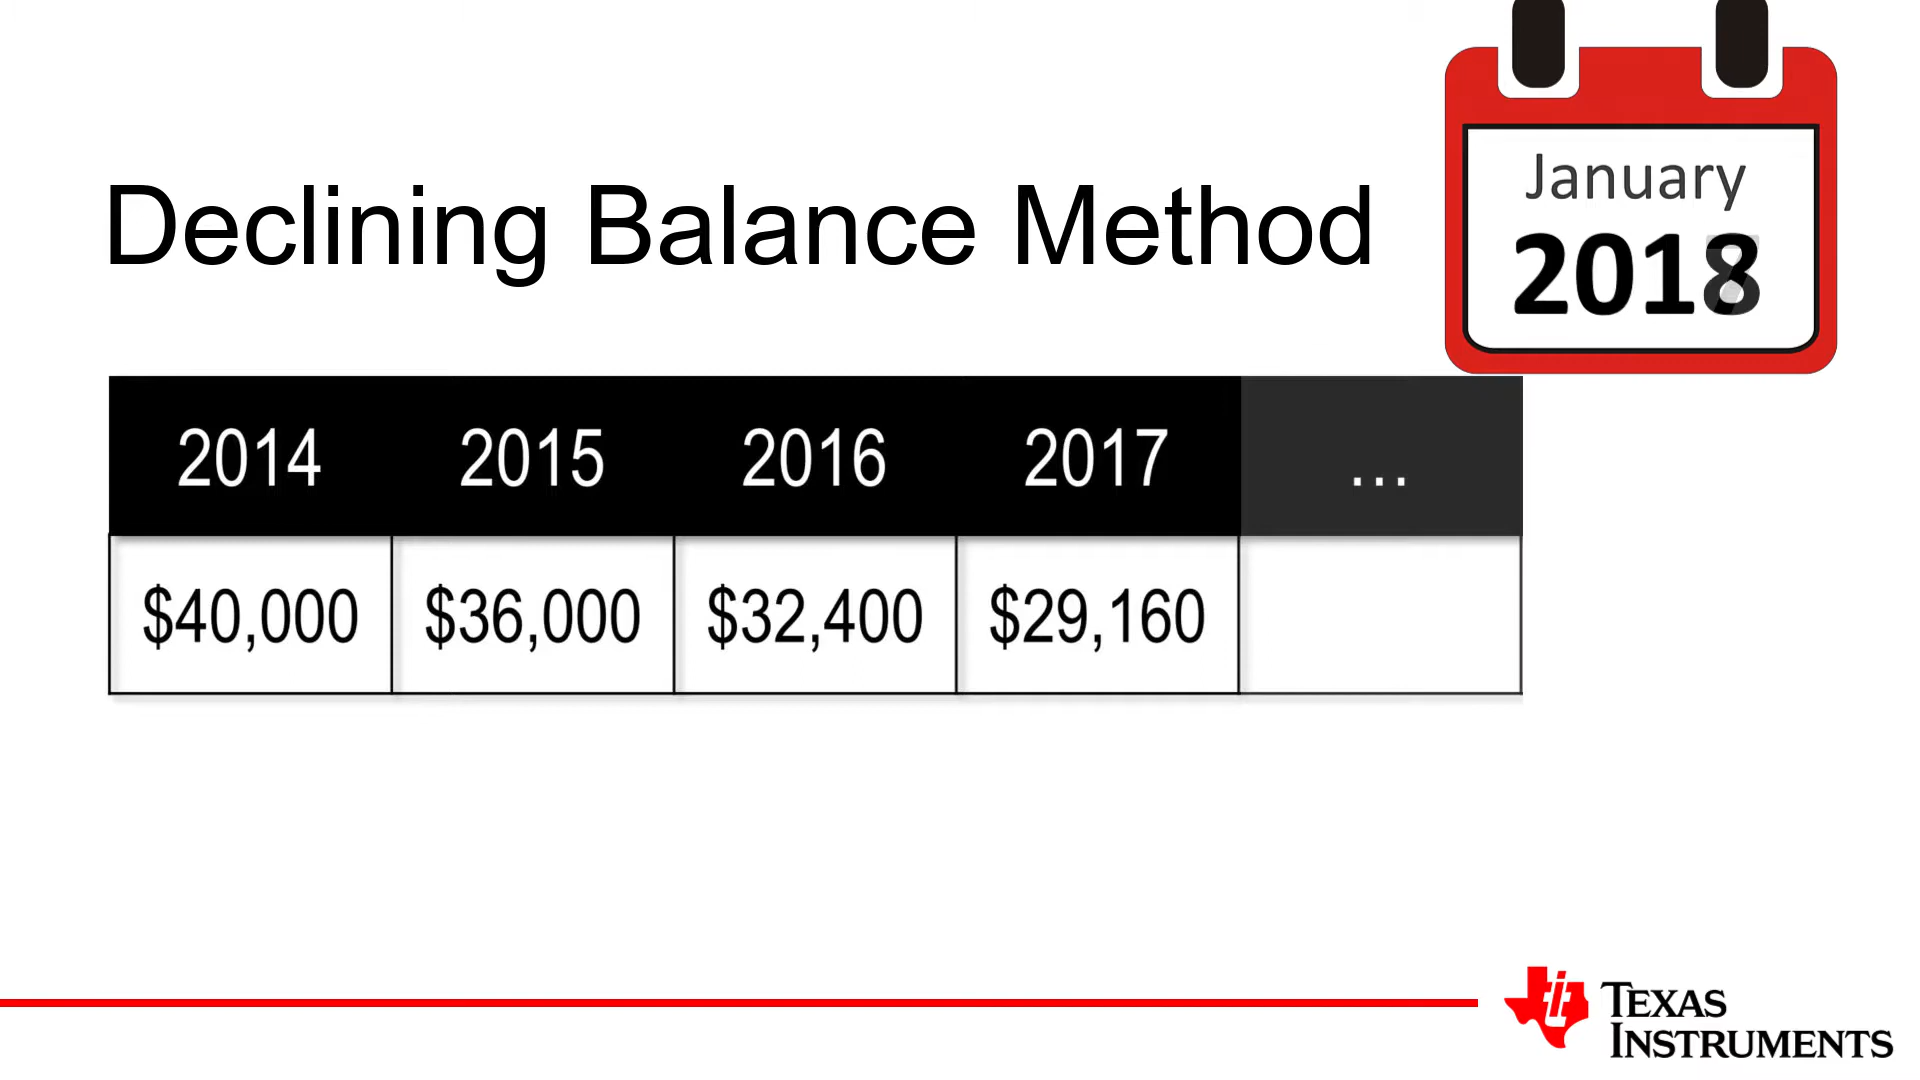 January
2018
Declining Balance Method
2014 2015 2016 2017 ...
$40,000 $36,000 $32,400 $29,160
TEXAS
INSTRUMENTS